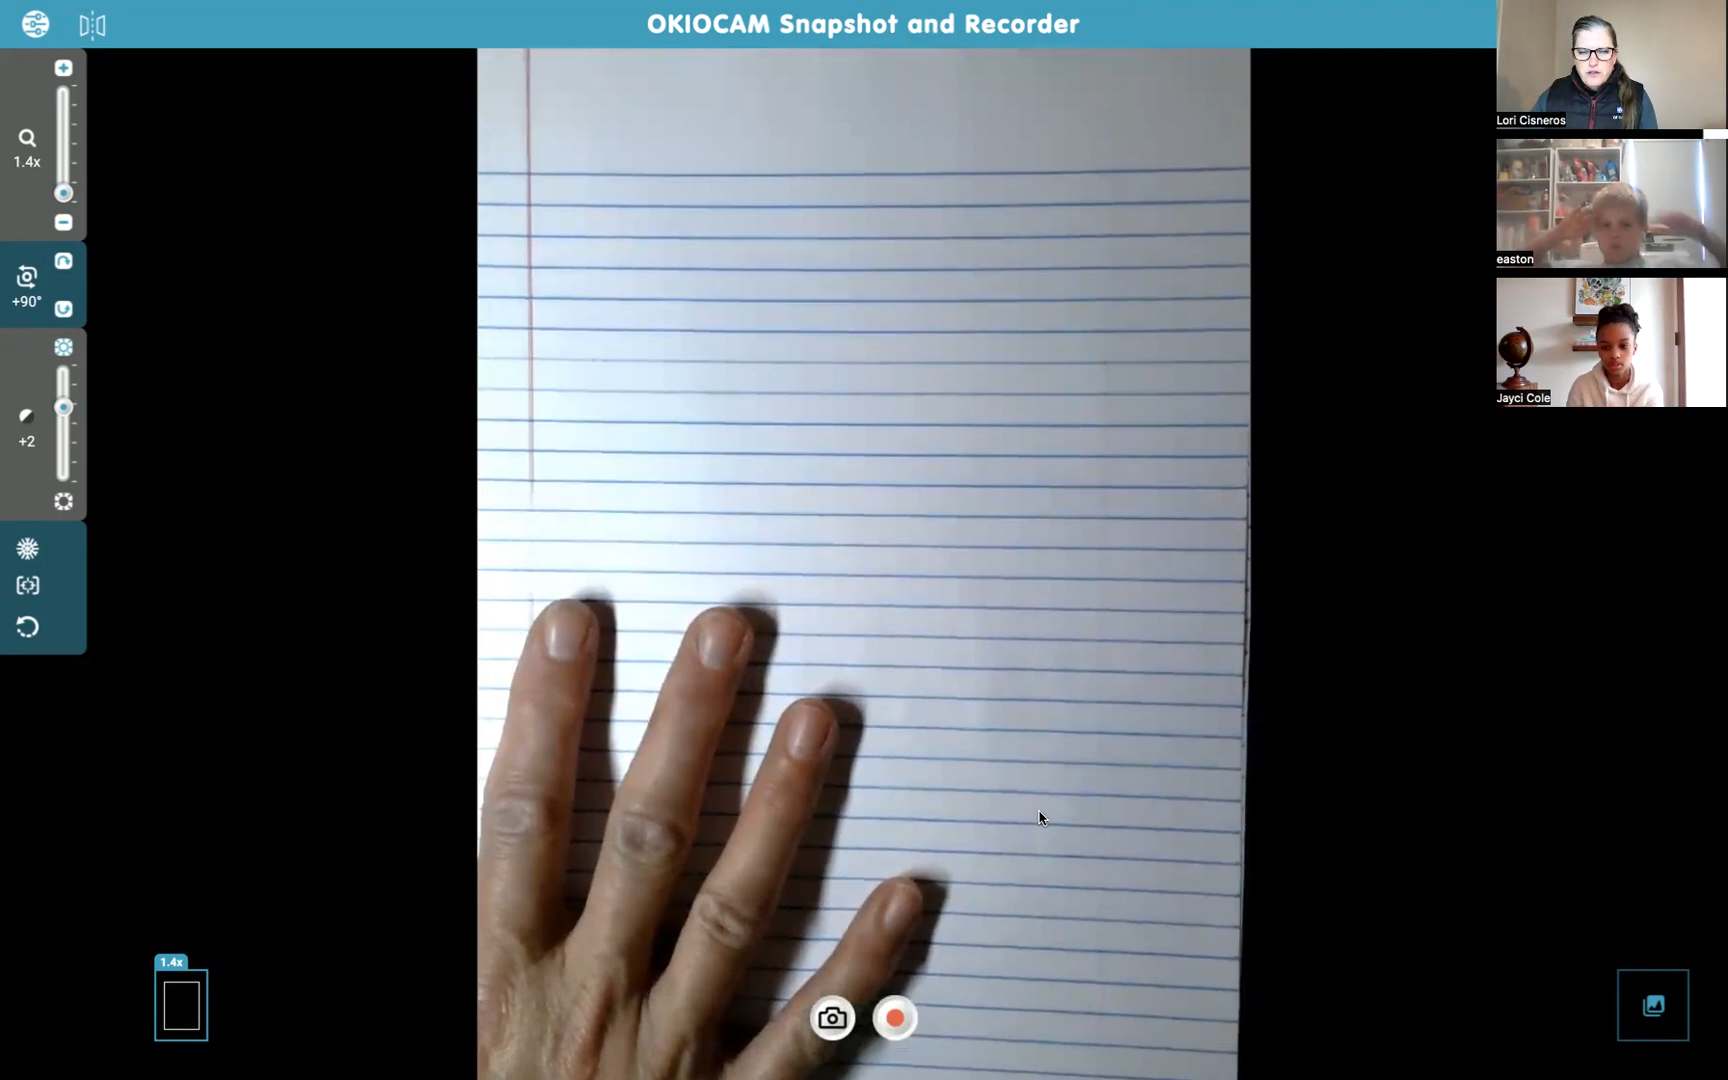 OKIOCAM Snapshot and Recorder
1.4x
+90°
+2
1.4x
Lori Cisneros
easton
Jayci Cole